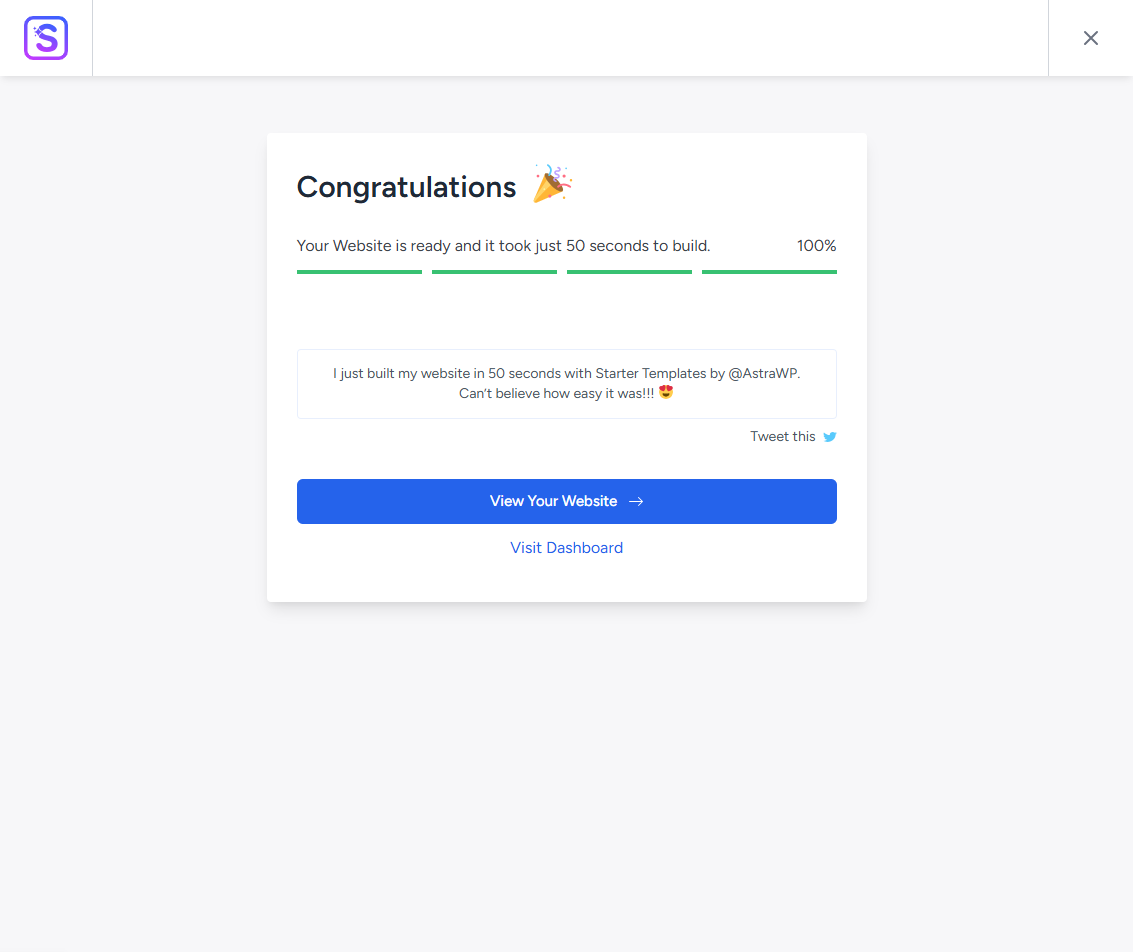 S
Congratulations 🎉
Your Website is ready and it took just 50 seconds to build. 100%
I just built my website in 50 seconds with Starter Templates by @AstraWP.
Can’t believe how easy it was!!! 😍
Tweet this
View Your Website →
Visit Dashboard